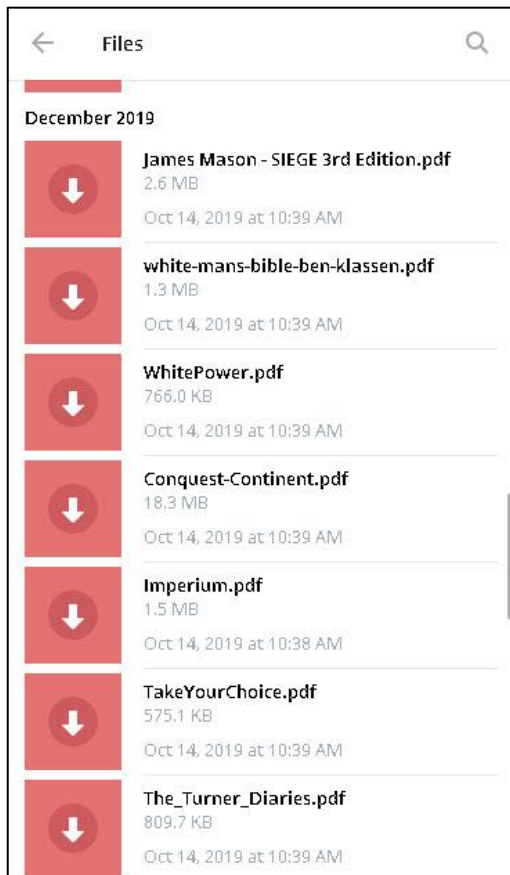 Files
December 2019
James Mason - SIEGE 3rd Edition.pdf
2.6 MB
Oct 14, 2019 at 10:39 AM
white-mans-bible-ben-klassen.pdf
1.3 MB
Oct 14, 2019 at 10:39 AM
WhitePower.pdf
766.0 KB
Oct 14, 2019 at 10:39 AM
Conquest-Continent.pdf
18.3 MB
Oct 14, 2019 at 10:39 AM
Imperium.pdf
1.5 MB
Oct 14, 2019 at 10:38 AM
TakeYourChoice.pdf
575.1 KB
Oct 14, 2019 at 10:39 AM
The_Turner_Diaries.pdf
809.7 KB
Oct 14, 2019 at 10:39 AM